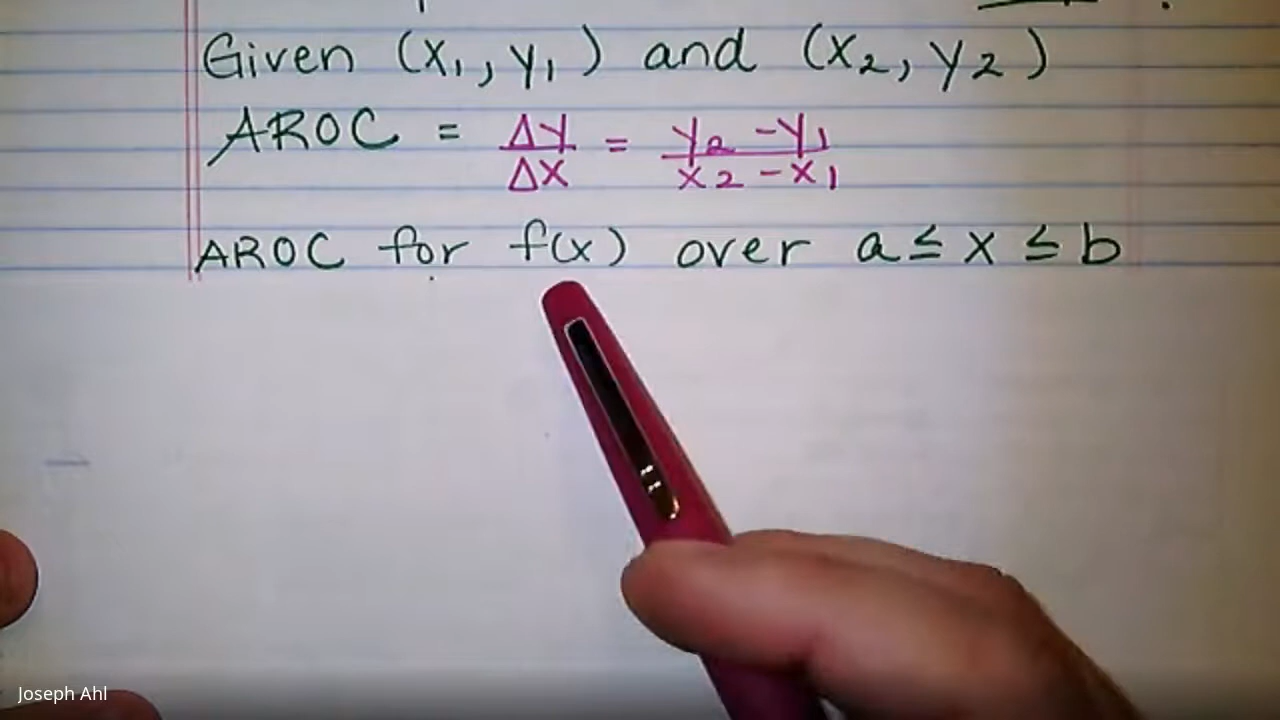 Given (x₁, y₁) and (x₂, y₂)
AROC = Δy/Δx = y₂ - y₁/x₂ - x₁
AROC for f(x) over a ≤ x ≤ b
Joseph Ahl